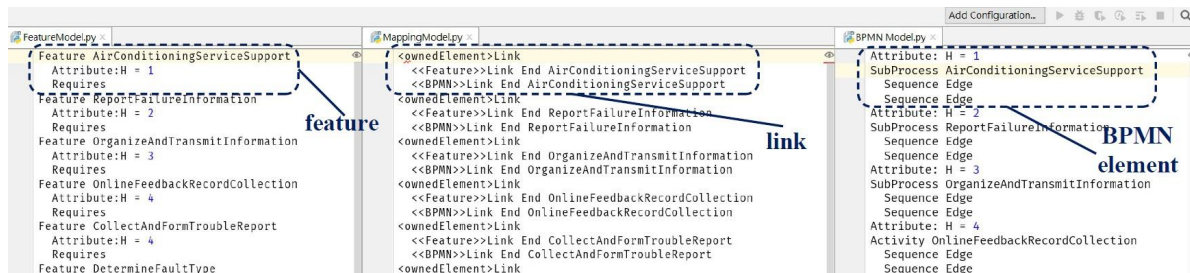 Add Configuration...
FeatureModel.py
Feature AirConditioningServiceSupport
Attribute:H = 1
Requires
Feature ReportFailureInformation
Attribute:H = 2
Requires
Feature OrganizeAndTransmitInformation
Attribute:H = 3
Requires
Feature OnlineFeedbackRecordCollection
Attribute:H = 4
Requires
Feature CollectAndFormTroubleReport
Attribute:H = 4
Requires
Feature DetermineFaultType
feature
MappingModel.py
<ownedElement>Link
<<Feature>>Link End AirConditioningServiceSupport
<<BPMN>>Link End AirConditioningServiceSupport
<ownedElement>Link
<<Feature>>Link End ReportFailureInformation
<<BPMN>>Link End ReportFailureInformation
<ownedElement>Link
<<Feature>>Link End OrganizeAndTransmitInformation
<<BPMN>>Link End OrganizeAndTransmitInformation
<ownedElement>Link
<<Feature>>Link End OnlineFeedbackRecordCollection
<<BPMN>>Link End OnlineFeedbackRecordCollection
<ownedElement>Link
<<Feature>>Link End CollectAndFormTroubleReport
<<BPMN>>Link End CollectAndFormTroubleReport
<ownedElement>Link
link
BPMN Model.py
Attribute: H = 1
SubProcess AirConditioningServiceSupport
Sequence Edge
Sequence Edge
Attribute: H = 2
SubProcess ReportFailureInformation
Sequence Edge
Sequence Edge
Attribute: H = 3
SubProcess OrganizeAndTransmitInformation
Sequence Edge
Sequence Edge
Attribute: H = 4
Activity OnlineFeedbackRecordCollection
Sequence Edge
Sequence Edge
BPMN
element